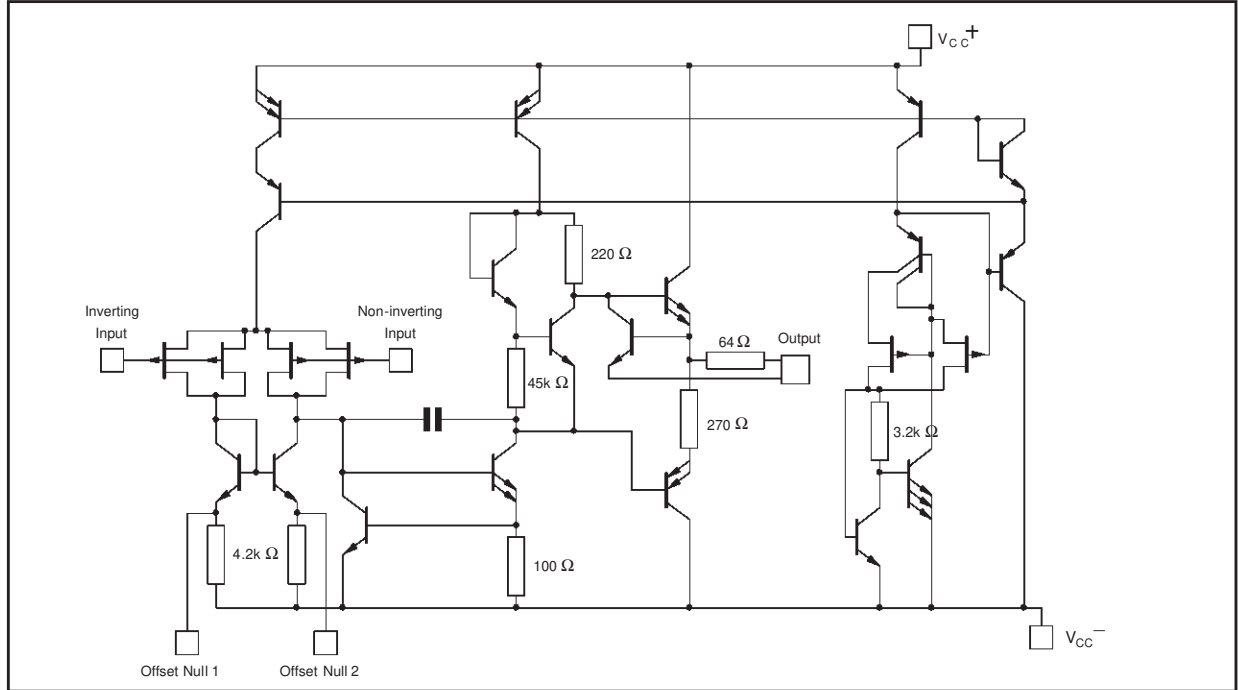 V CC+
Inverting
Input
Non-inverting
Input
220 Ω
64 Ω
Output
45k Ω
270 Ω
3.2k Ω
4.2k Ω
100 Ω
VCC−
Offset Null 1
Offset Null 2